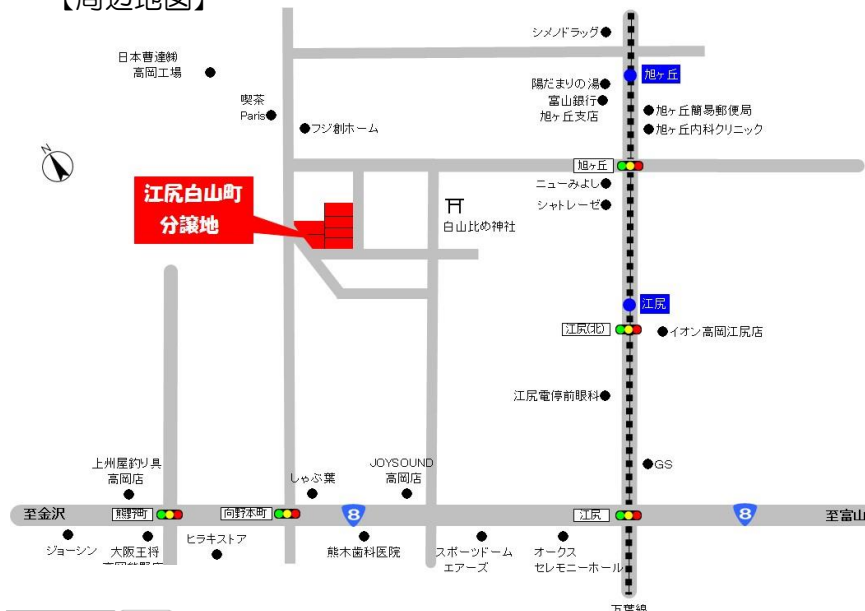 【周辺地図】
シメノドラッグ
日本曹達㈱
高岡工場
旭ヶ丘
陽だまりの湯
富山銀行
旭ヶ丘支店
喫茶
Paris
フジ創ホーム
旭ヶ丘簡易郵便局
旭ヶ丘内科クリニック
N
旭ヶ丘
江尻白山町
分譲地
ニューみよし
シャトレーゼ
白山比め神社
江尻
江尻(北)
イオン高岡江尻店
江尻電停前眼科
上州屋釣り具
高岡店
しゃぶ葉
JOYSOUND
高岡店
GS
至金沢
熊野町
向野本町
8
江尻
8
至富山
ジョーシン
大阪王将
高岡熊野店
ヒラキストア
熊木歯科医院
スポーツドーム
エアーズ
オークス
セレモニーホール
万葉線